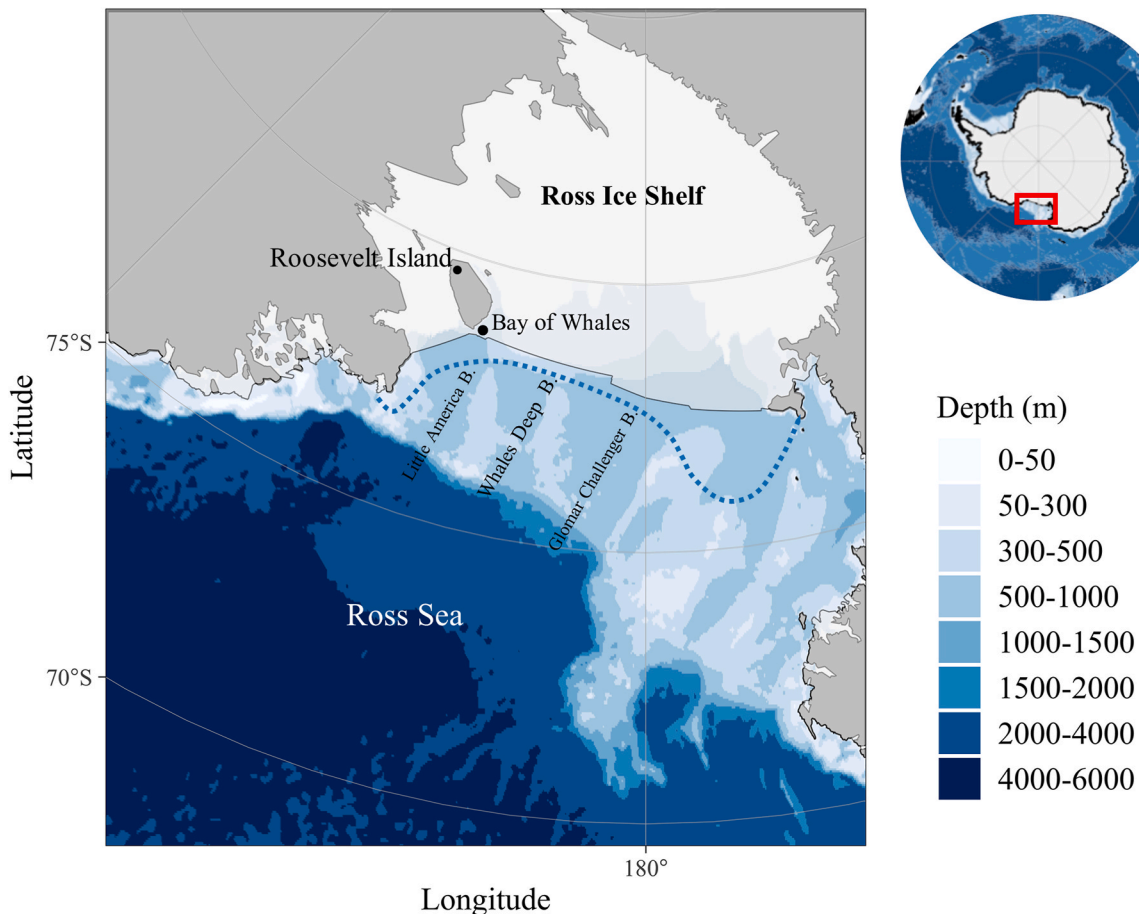 Ross Ice Shelf
Roosevelt Island
Bay of Whales
75°S
70°S
Latitude
Little America B.
Whales Deep B.
Glomar Challenger B.
Ross Sea
180°
Longitude
Depth (m)
0-50
50-300
300-500
500-1000
1000-1500
1500-2000
2000-4000
4000-6000